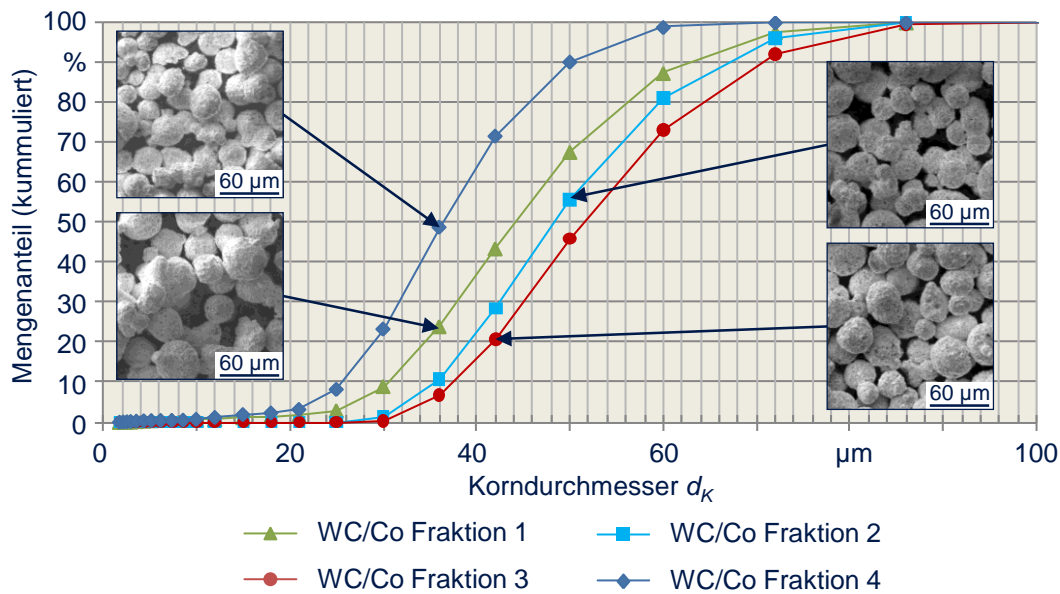 100
%
80
70
60
50
40
30
20
10
0
Mengenanteil (kummuliert)
60 µm
60 µm
60 µm
60 µm
0 20 40 60 µm 100
Korndurchmesser dK
WC/Co Fraktion 1 WC/Co Fraktion 2
WC/Co Fraktion 3 WC/Co Fraktion 4